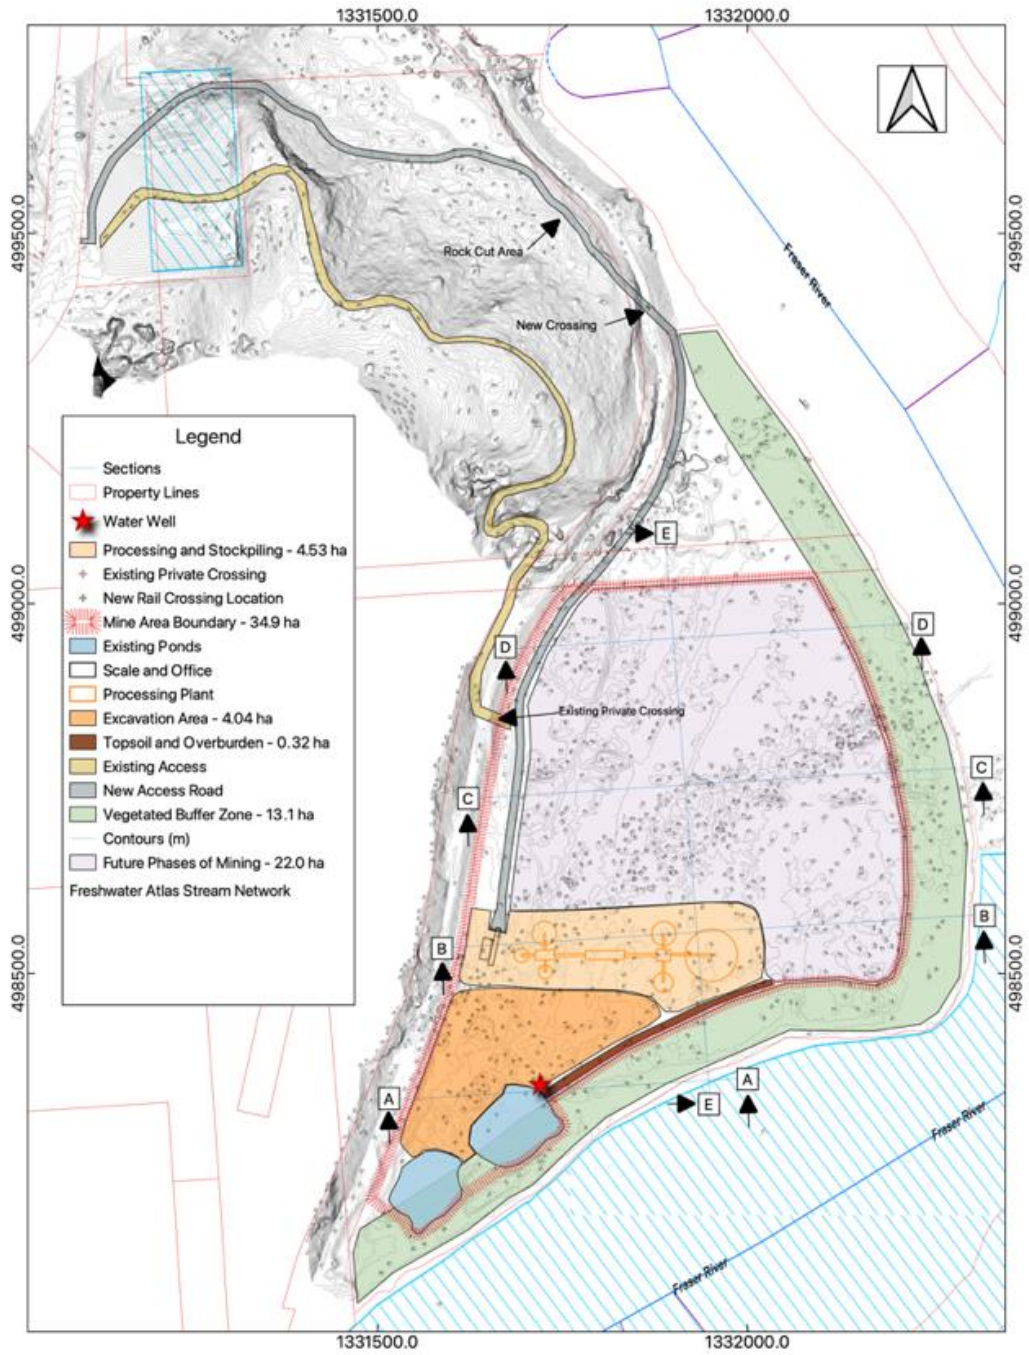 1331500.0
1332000.0
499500.0
499500.0
Fraser River
Rock Cut Area
New Crossing
Legend
Sections
Property Lines
Water Well
Processing and Stockpiling - 4.53 ha
Existing Private Crossing
New Rail Crossing Location
Mine Area Boundary - 34.9 ha
Existing Ponds
Scale and Office
Processing Plant
Excavation Area - 4.04 ha
Topsoil and Overburden - 0.32 ha
Existing Access
New Access Road
Vegetated Buffer Zone - 13.1 ha
Contours (m)
Future Phases of Mining - 22.0 ha
Freshwater Atlas Stream Network
E
499000.0
499000.0
D
D
Existing Private Crossing
C
C
B
B
498500.0
498500.0
A
A
E
Fraser River
Fraser River
1331500.0
1332000.0